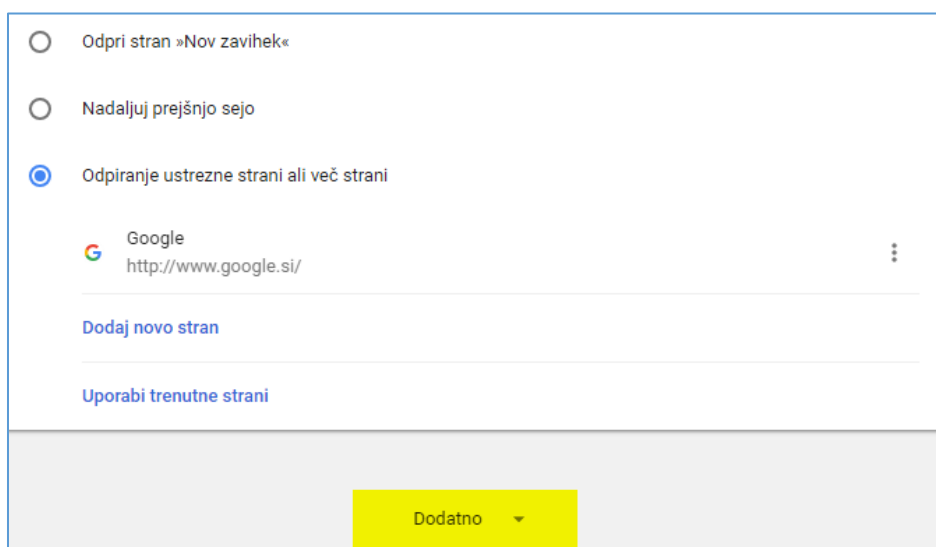 Odpri stran »Nov zavihek«
Nadaljuj prejšnjo sejo
Odpiranje ustrezne strani ali več strani
Google
http://www.google.si/
Dodaj novo stran
Uporabi trenutne strani
Dodatno